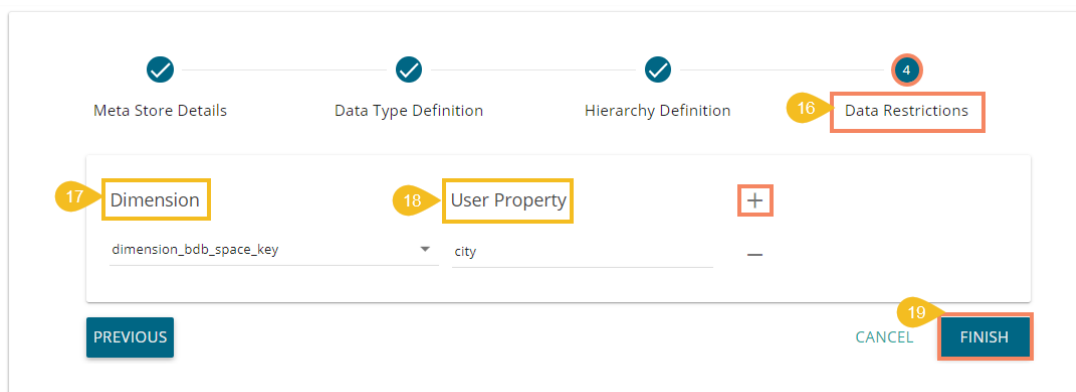 4
Meta Store Details Data Type Definition Hierarchy Definition 16 Data Restrictions
17 Dimension 18 User Property +
dimension_bdb_space_key city −
19
PREVIOUS CANCEL FINISH